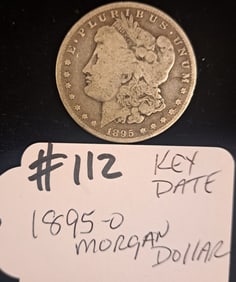 E·PLURIBUS·UNUM
1895
#112 KEY DATE
1895-O
MORGAN
DOLLAR